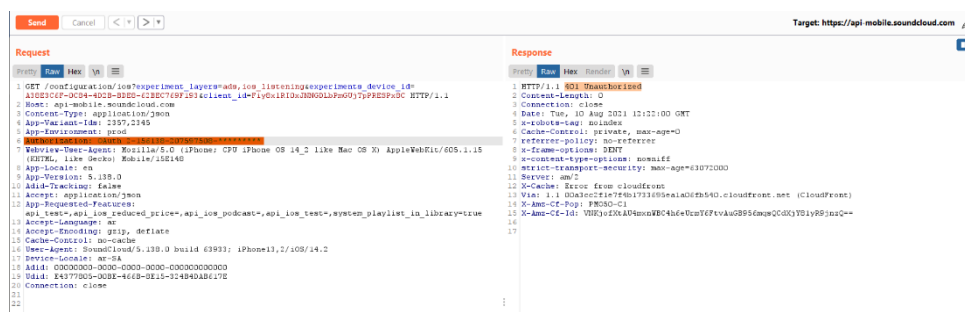 Send Cancel < > Target: https://api-mobile.soundcloud.com
Request
Pretty Raw Hex \n
1 GET /configuration/ios?experiment_layers=ads,ios_listening&experiments_device_id=
HTTP/1.1
2 Host: api-mobile.soundcloud.com
3 Content-Type: application/json
4 App-Variant-Ids: 2357,2345
5 App-Environment: prod
6 Authorization: OAuth
7 Webview-User-Agent: Mozilla/5.0 (iPhone; CPU iPhone OS 14_2 like Mac OS X) AppleWebKit/605.1.15
(KHTML, like Gecko) Mobile/15E148
8 App-Locale: en
9 App-Version: 5.138.0
10 Adid-Tracking: false
11 Accept: application/json
12 App-Requested-Features:
api_test=,api_ios_reduced_price=,api_ios_podcast=,api_ios_test=,system_playlist_in_library=true
13 Accept-Language: ar
14 Accept-Encoding: gzip, deflate
15 Cache-Control: no-cache
16 User-Agent: SoundCloud/5.138.0 build 63933; iPhone13,2/iOS/14.2
17 Device-Locale: ar-SA
18 Adid: 00000000-0000-0000-0000-000000000000
19 Udid: E4377805-00BE-466B-8E15-324B4DAB617E
20 Connection: close
21
22
Response
Pretty Raw Hex Render \n
1 HTTP/1.1 401 Unauthorized
2 Content-Length: 0
3 Connection: close
4 Date: Tue, 10 Aug 2021 12:22:00 GMT
5 x-robots-tag: noindex
6 Cache-Control: private, max-age=0
7 referrer-policy: no-referrer
8 x-frame-options: DENY
9 x-content-type-options: nosniff
10 strict-transport-security: max-age=63072000
11 Server: am/2
12 X-Cache: Error from cloudfront
13 Via: 1.1 (CloudFront)
14 X-Amz-Cf-Pop: PMO50-C1
15 X-Amz-Cf-Id:
16
17